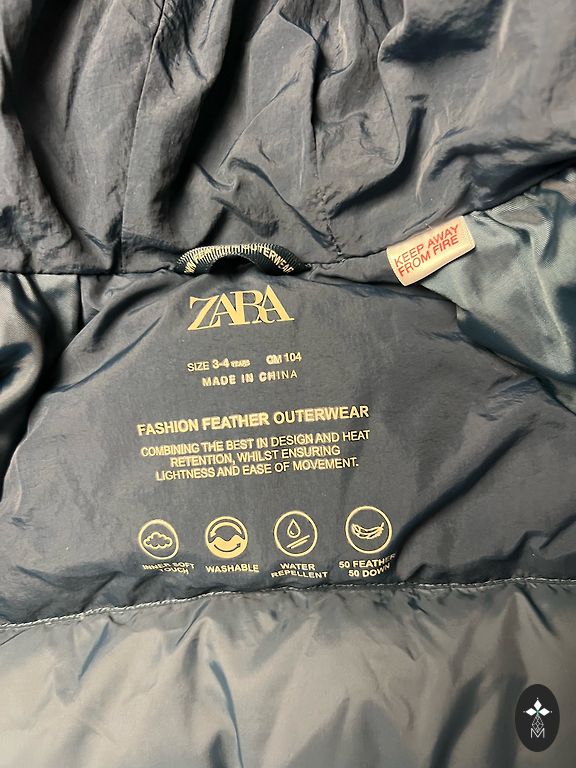 OUTERWEAR
KEEP AWAY
FROM FIRE
ZARA
SIZE 3-4 YEARS CM 104
MADE IN CHINA
FASHION FEATHER OUTERWEAR
COMBINING THE BEST IN DESIGN AND HEAT
RETENTION, WHILST ENSURING
LIGHTNESS AND EASE OF MOVEMENT.
INNER SOFT
TOUCH
WASHABLE
WATER
REPELLENT
50 FEATHER
50 DOWN
M